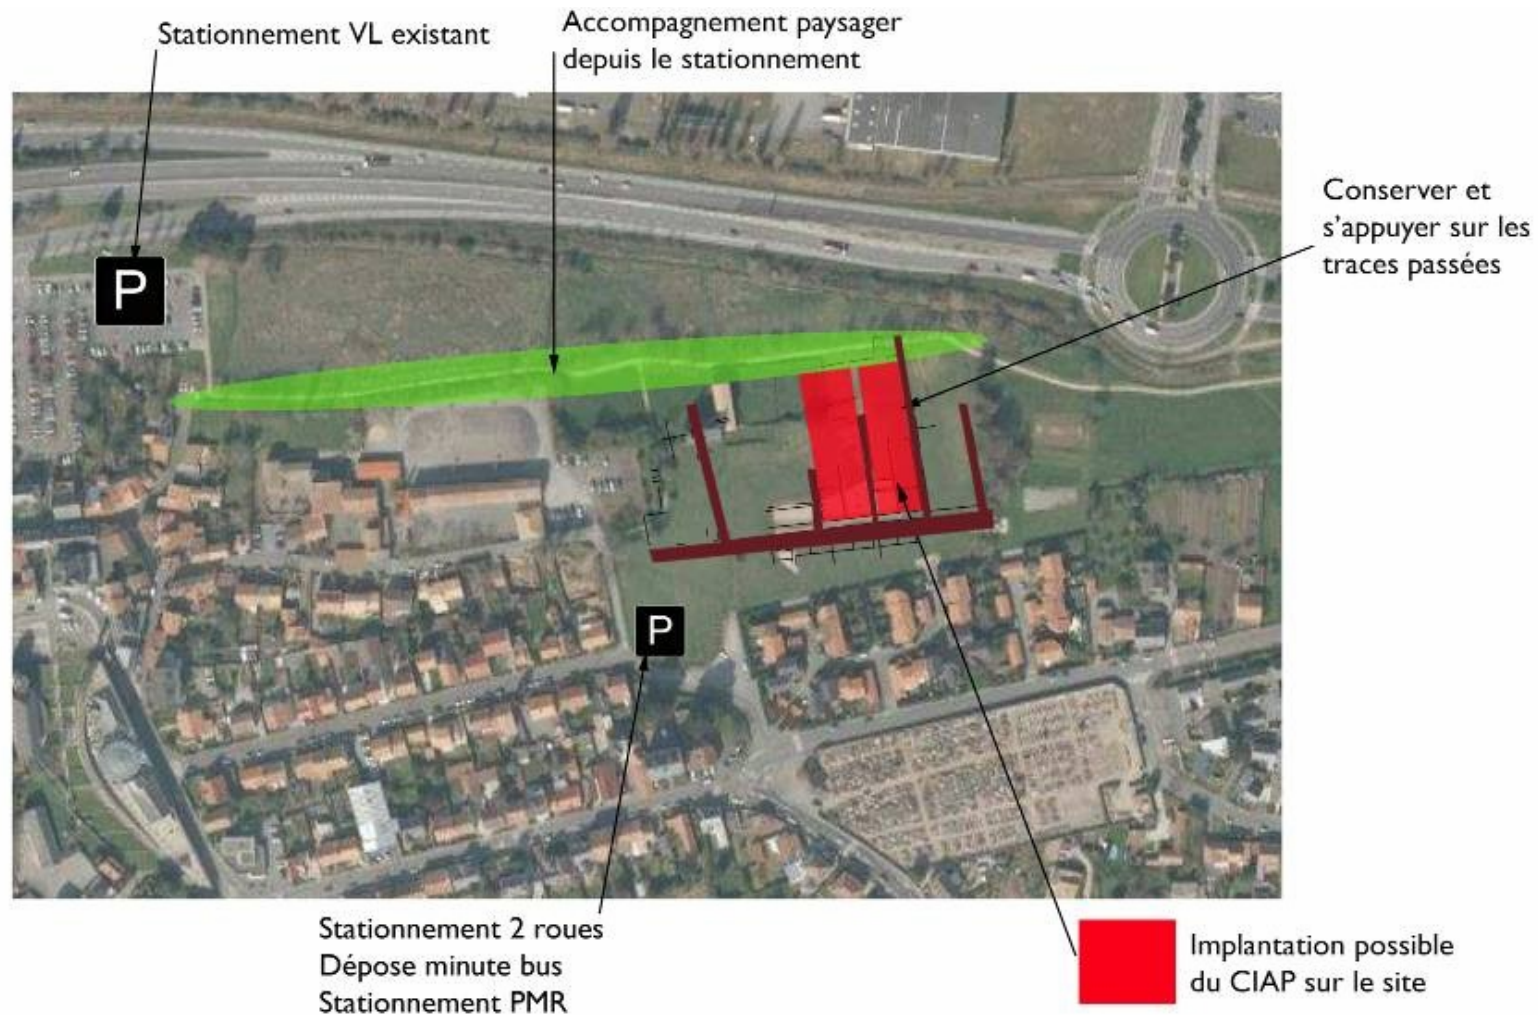 Stationnement VL existant
Accompagnement paysager
depuis le stationnement
Conserver et
s'appuyer sur les
traces passées
P
P
Stationnement 2 roues
Dépose minute bus
Stationnement PMR
Implantation possible
du CIAP sur le site